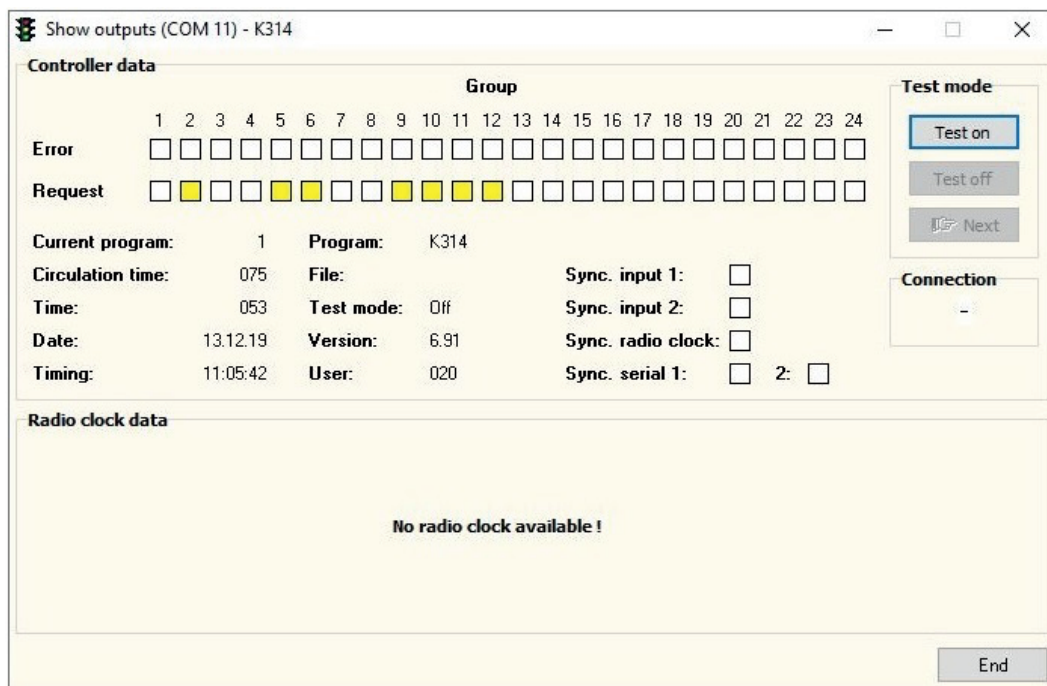 Show outputs (COM 11) - K314
Controller data
Group
1 2 3 4 5 6 7 8 9 10 11 12 13 14 15 16 17 18 19 20 21 22 23 24
Error
Request
Current program: 1 Program: K314
Circulation time: 075 File: Sync. input 1:
Time: 053 Test mode: Off Sync. input 2:
Date: 13.12.19 Version: 6.91 Sync. radio clock:
Timing: 11:05:42 User: 020 Sync. serial 1: 2:
Test mode
Test on
Test off
Next
Connection
-
Radio clock data
No radio clock available !
End